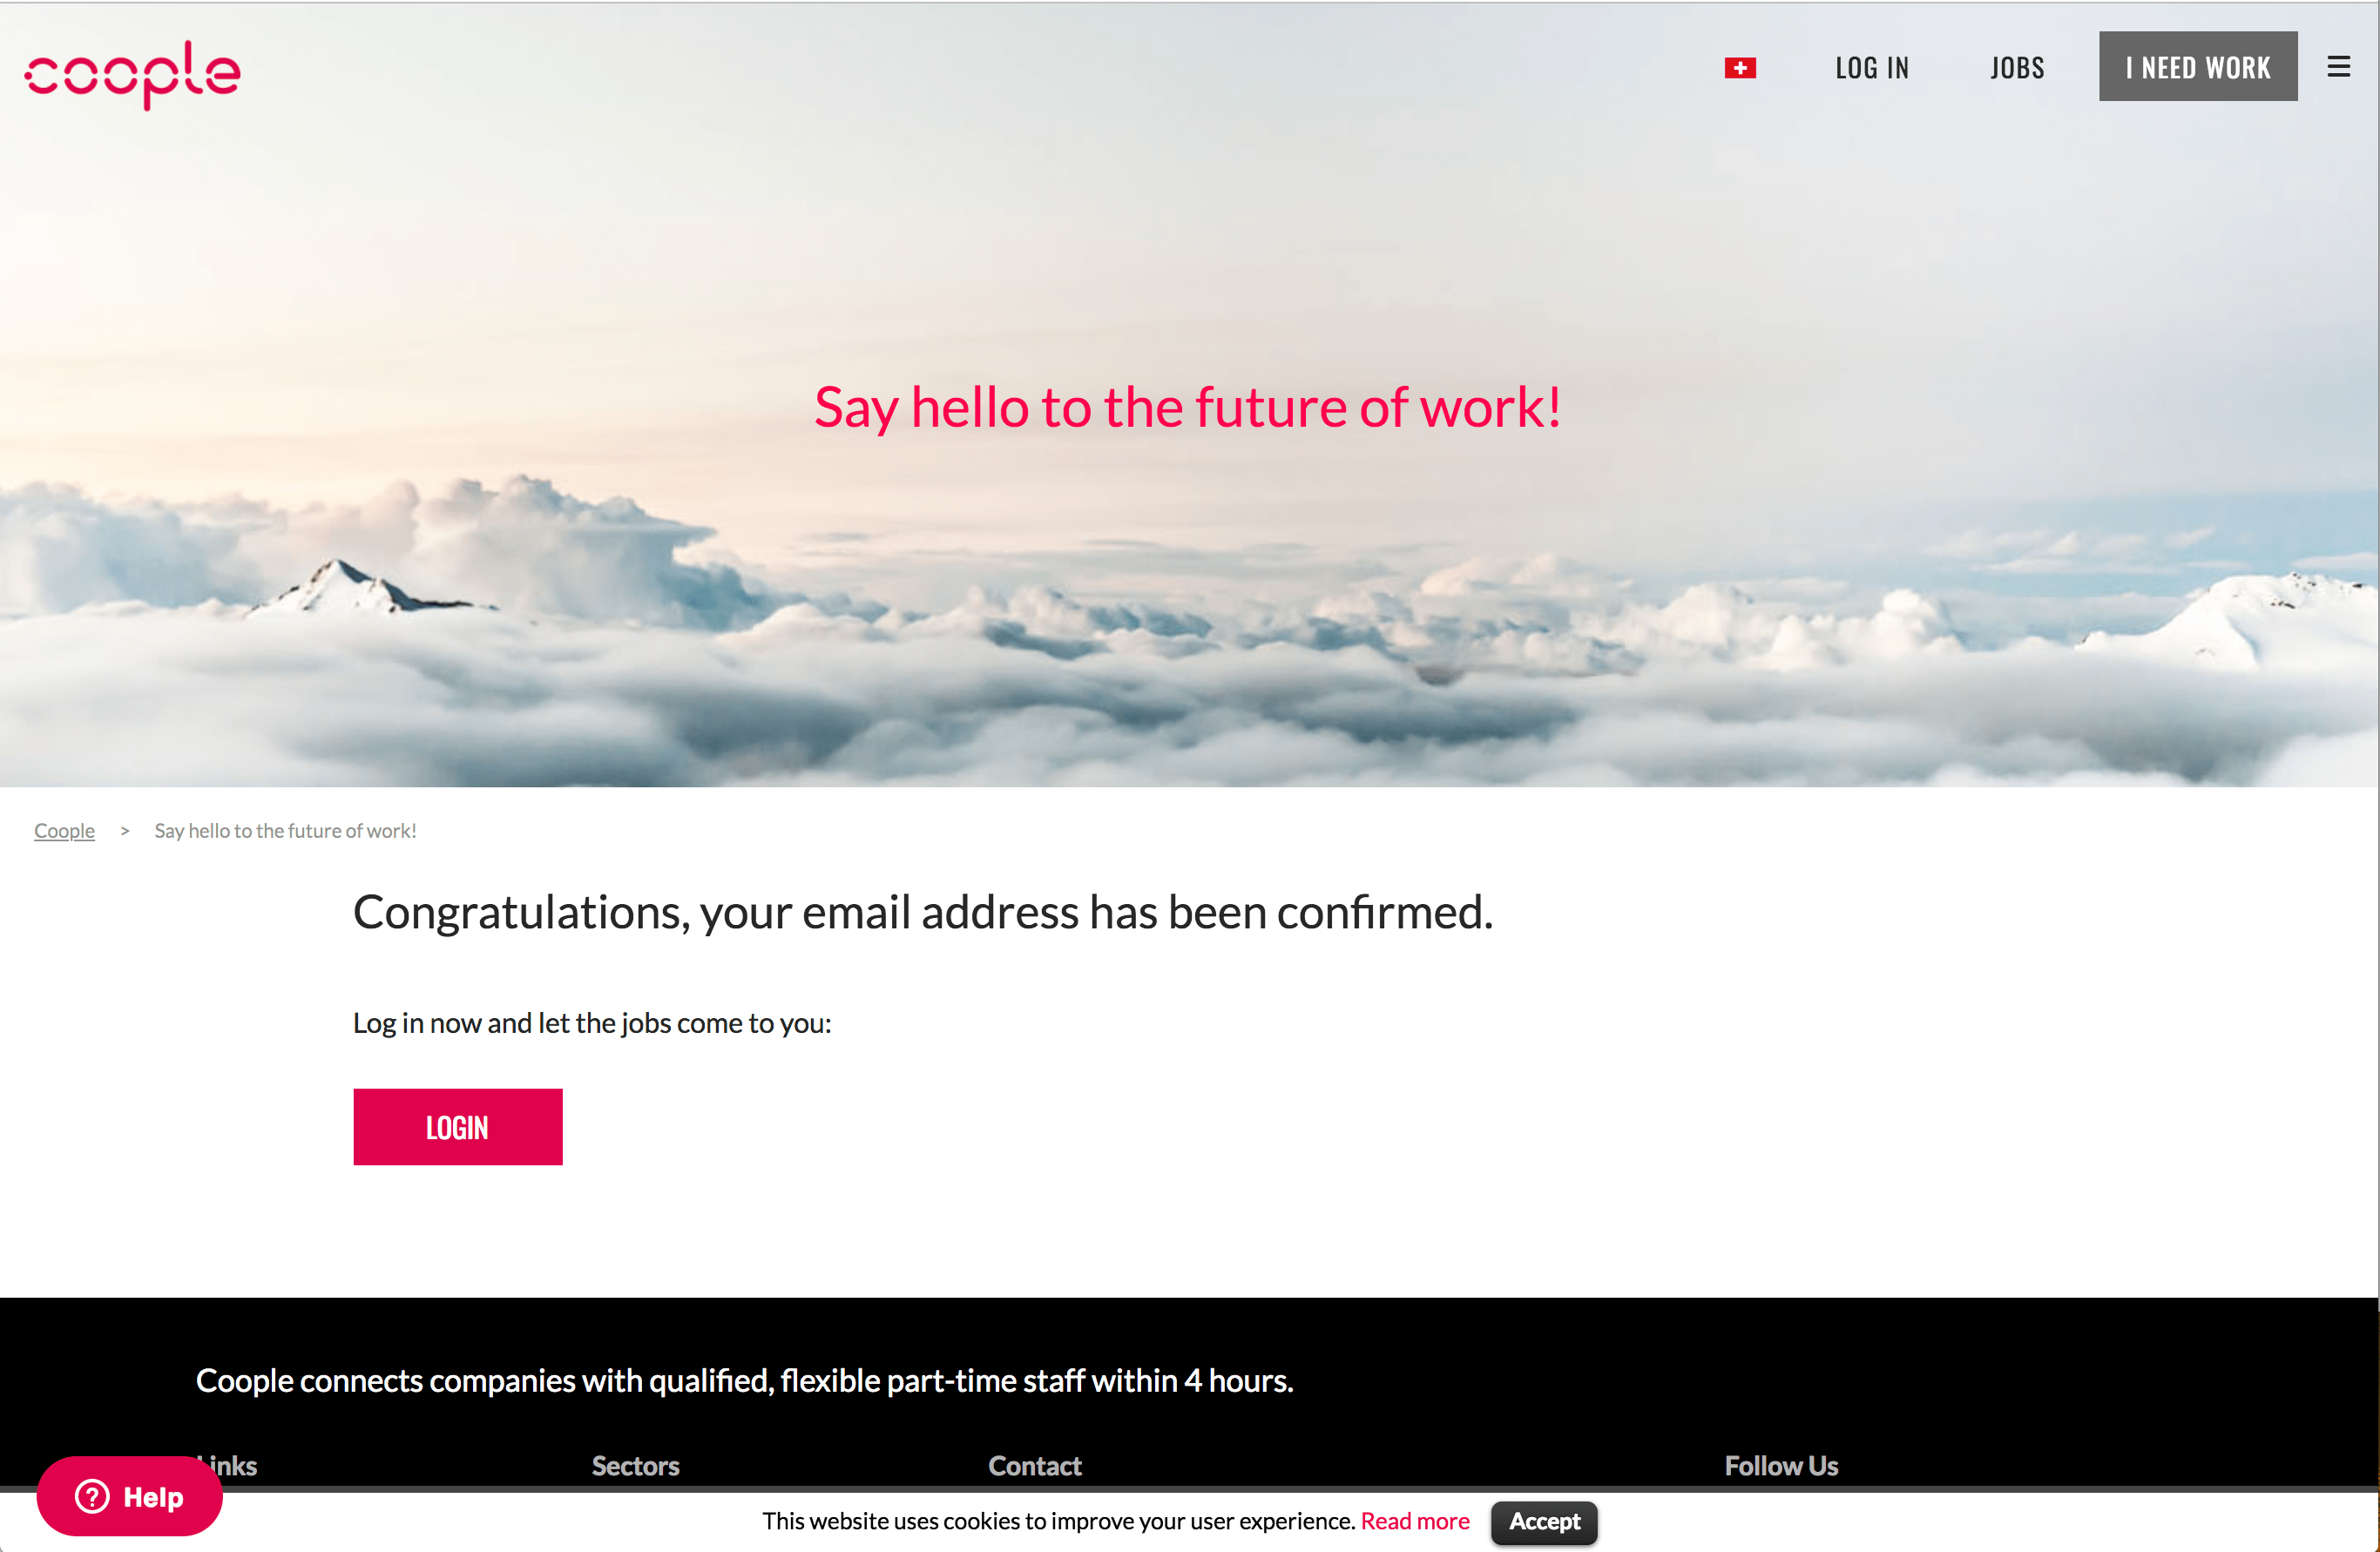 coople
LOG IN
JOBS
I NEED WORK
Say hello to the future of work!
Coople > Say hello to the future of work!
Congratulations, your email address has been confirmed.
Log in now and let the jobs come to you:
LOGIN
Coople connects companies with qualified, flexible part-time staff within 4 hours.
Links
Sectors
Contact
Follow Us
? Help
This website uses cookies to improve your user experience. Read more
Accept